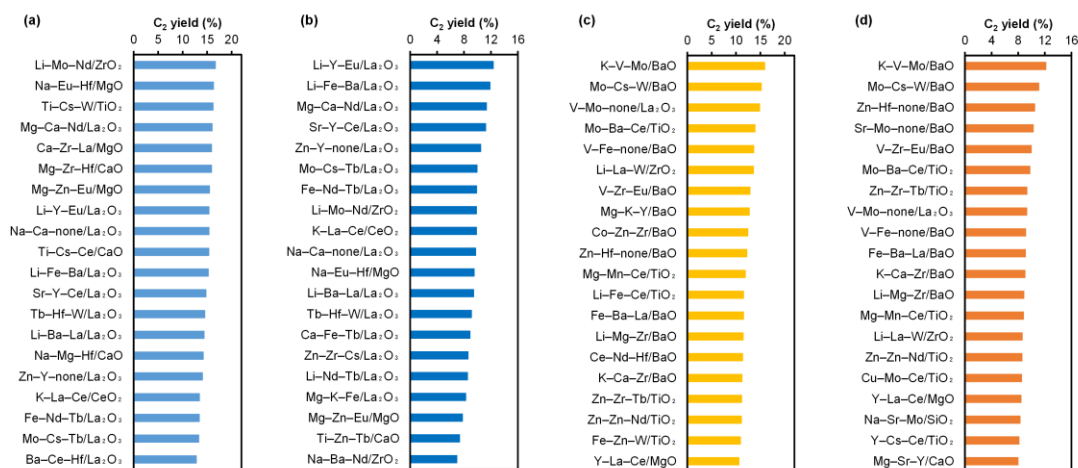 (a)
C₂ yield (%)
0 5 10 15 20
Li–Mo–Nd/ZrO₂
Na–Eu–Hf/MgO
Ti–Cs–W/TiO₂
Mg–Ca–Nd/La₂O₃
Ca–Zr–La/MgO
Mg–Zr–Hf/CaO
Mg–Zn–Eu/MgO
Li–Y–Eu/La₂O₃
Na–Ca–none/La₂O₃
Ti–Cs–Ce/CaO
Li–Fe–Ba/La₂O₃
Sr–Y–Ce/La₂O₃
Tb–Hf–W/La₂O₃
Li–Ba–La/La₂O₃
Na–Mg–Hf/CaO
Zn–Y–none/La₂O₃
K–La–Ce/CeO₂
Fe–Nd–Tb/La₂O₃
Mo–Cs–Tb/La₂O₃
Ba–Ce–Hf/La₂O₃
(b)
C₂ yield (%)
0 4 8 12 16
Li–Y–Eu/La₂O₃
Li–Fe–Ba/La₂O₃
Mg–Ca–Nd/La₂O₃
Sr–Y–Ce/La₂O₃
Zn–Y–none/La₂O₃
Mo–Cs–Tb/La₂O₃
Fe–Nd–Tb/La₂O₃
Li–Mo–Nd/ZrO₂
K–La–Ce/CeO₂
Na–Ca–none/La₂O₃
Na–Eu–Hf/MgO
Li–Ba–La/La₂O₃
Tb–Hf–W/La₂O₃
Ca–Fe–Tb/La₂O₃
Zn–Zr–Cs/La₂O₃
Li–Nd–Tb/La₂O₃
Mg–K–Fe/La₂O₃
Mg–Zn–Eu/MgO
Ti–Zn–Tb/CaO
Na–Ba–Nd/ZrO₂
(c)
C₂ yield (%)
0 5 10 15 20
K–V–Mo/BaO
Mo–Cs–W/BaO
V–Mo–none/La₂O₃
Mo–Ba–Ce/TiO₂
V–Fe–none/BaO
Li–La–W/ZrO₂
V–Zr–Eu/BaO
Mg–K–Y/BaO
Co–Zn–Zr/BaO
Zn–Hf–none/BaO
Mg–Mn–Ce/TiO₂
Li–Fe–Ce/TiO₂
Fe–Ba–La/BaO
Li–Mg–Zr/BaO
Ce–Nd–Hf/BaO
K–Ca–Zr/BaO
Zn–Zr–Tb/TiO₂
Zn–Zn–Nd/TiO₂
Fe–Zn–W/TiO₂
Y–La–Ce/MgO
(d)
C₂ yield (%)
0 4 8 12 16
K–V–Mo/BaO
Mo–Cs–W/BaO
Zn–Hf–none/BaO
Sr–Mo–none/BaO
V–Zr–Eu/BaO
Mo–Ba–Ce/TiO₂
Zn–Zr–Tb/TiO₂
V–Mo–none/La₂O₃
V–Fe–none/BaO
Fe–Ba–La/BaO
K–Ca–Zr/BaO
Li–Mg–Zr/BaO
Mg–Mn–Ce/TiO₂
Li–La–W/ZrO₂
Zn–Zn–Nd/TiO₂
Cu–Mo–Ce/TiO₂
Y–La–Ce/MgO
Na–Sr–Mo/SiO₂
Y–Cs–Ce/TiO₂
Mg–Sr–Y/CaO